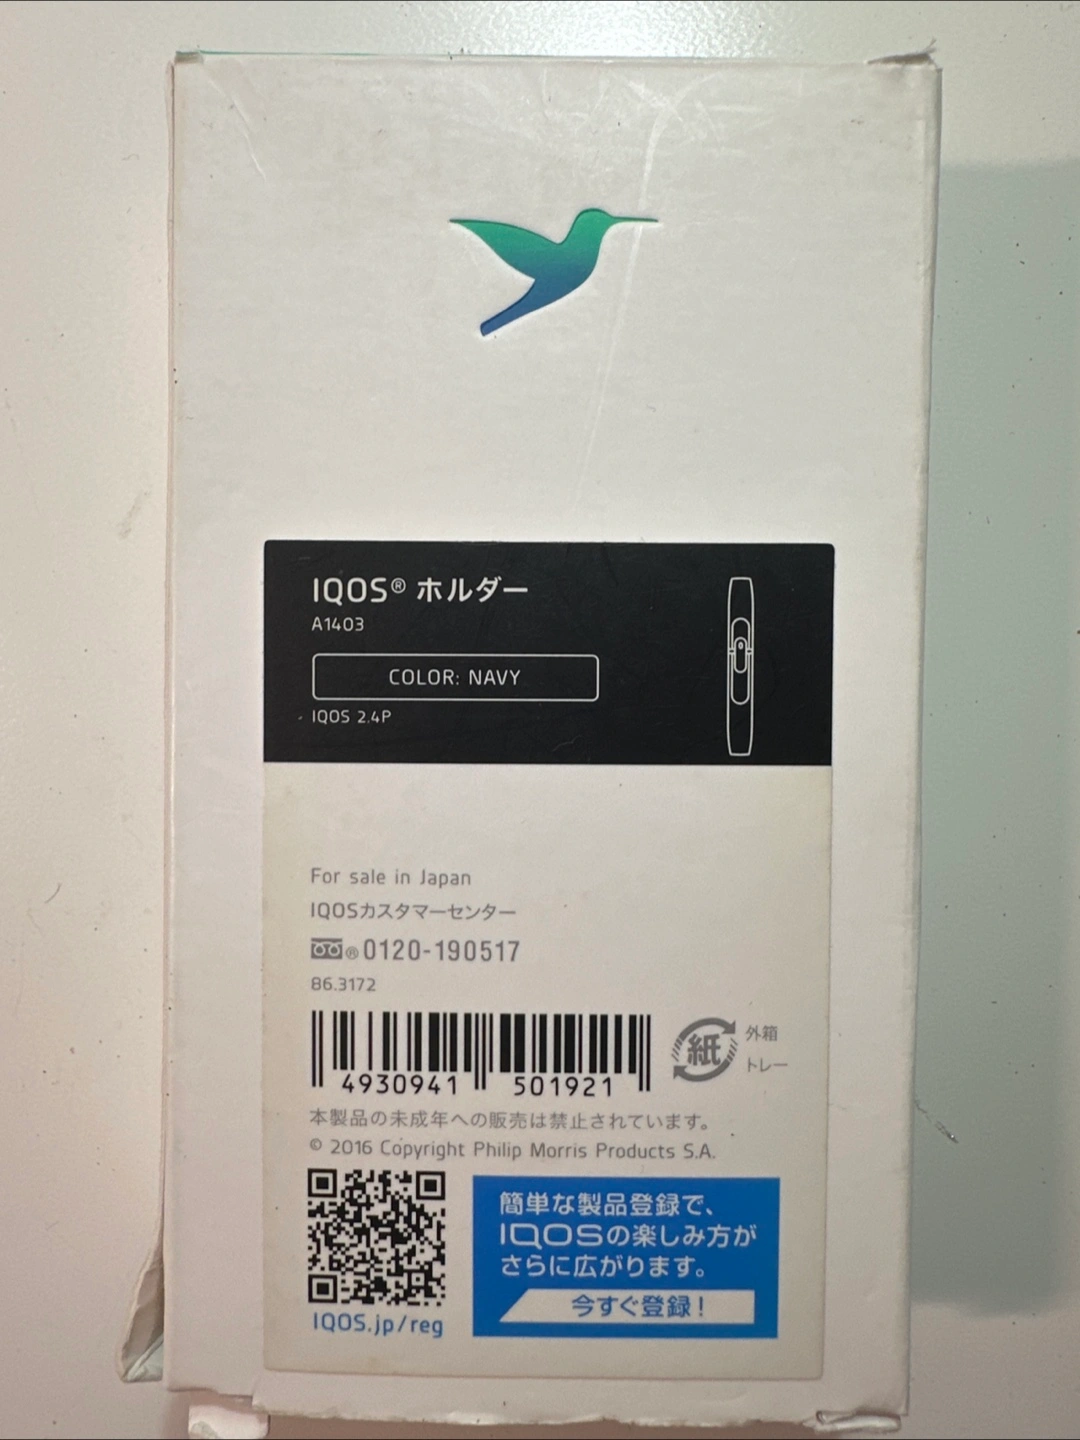 IQOS® ホルダー
A1403
COLOR: NAVY
IQOS 2.4P
For sale in Japan
IQOSカスタマーセンター
®0120-190517
86.3172
4930941 501921
紙 外箱
トレー
本製品の未成年への販売は禁止されています。
© 2016 Copyright Philip Morris Products S.A.
簡単な製品登録で、
IQOSの楽しみ方が
さらに広がります。
今すぐ登録！
IQOS.jp/reg